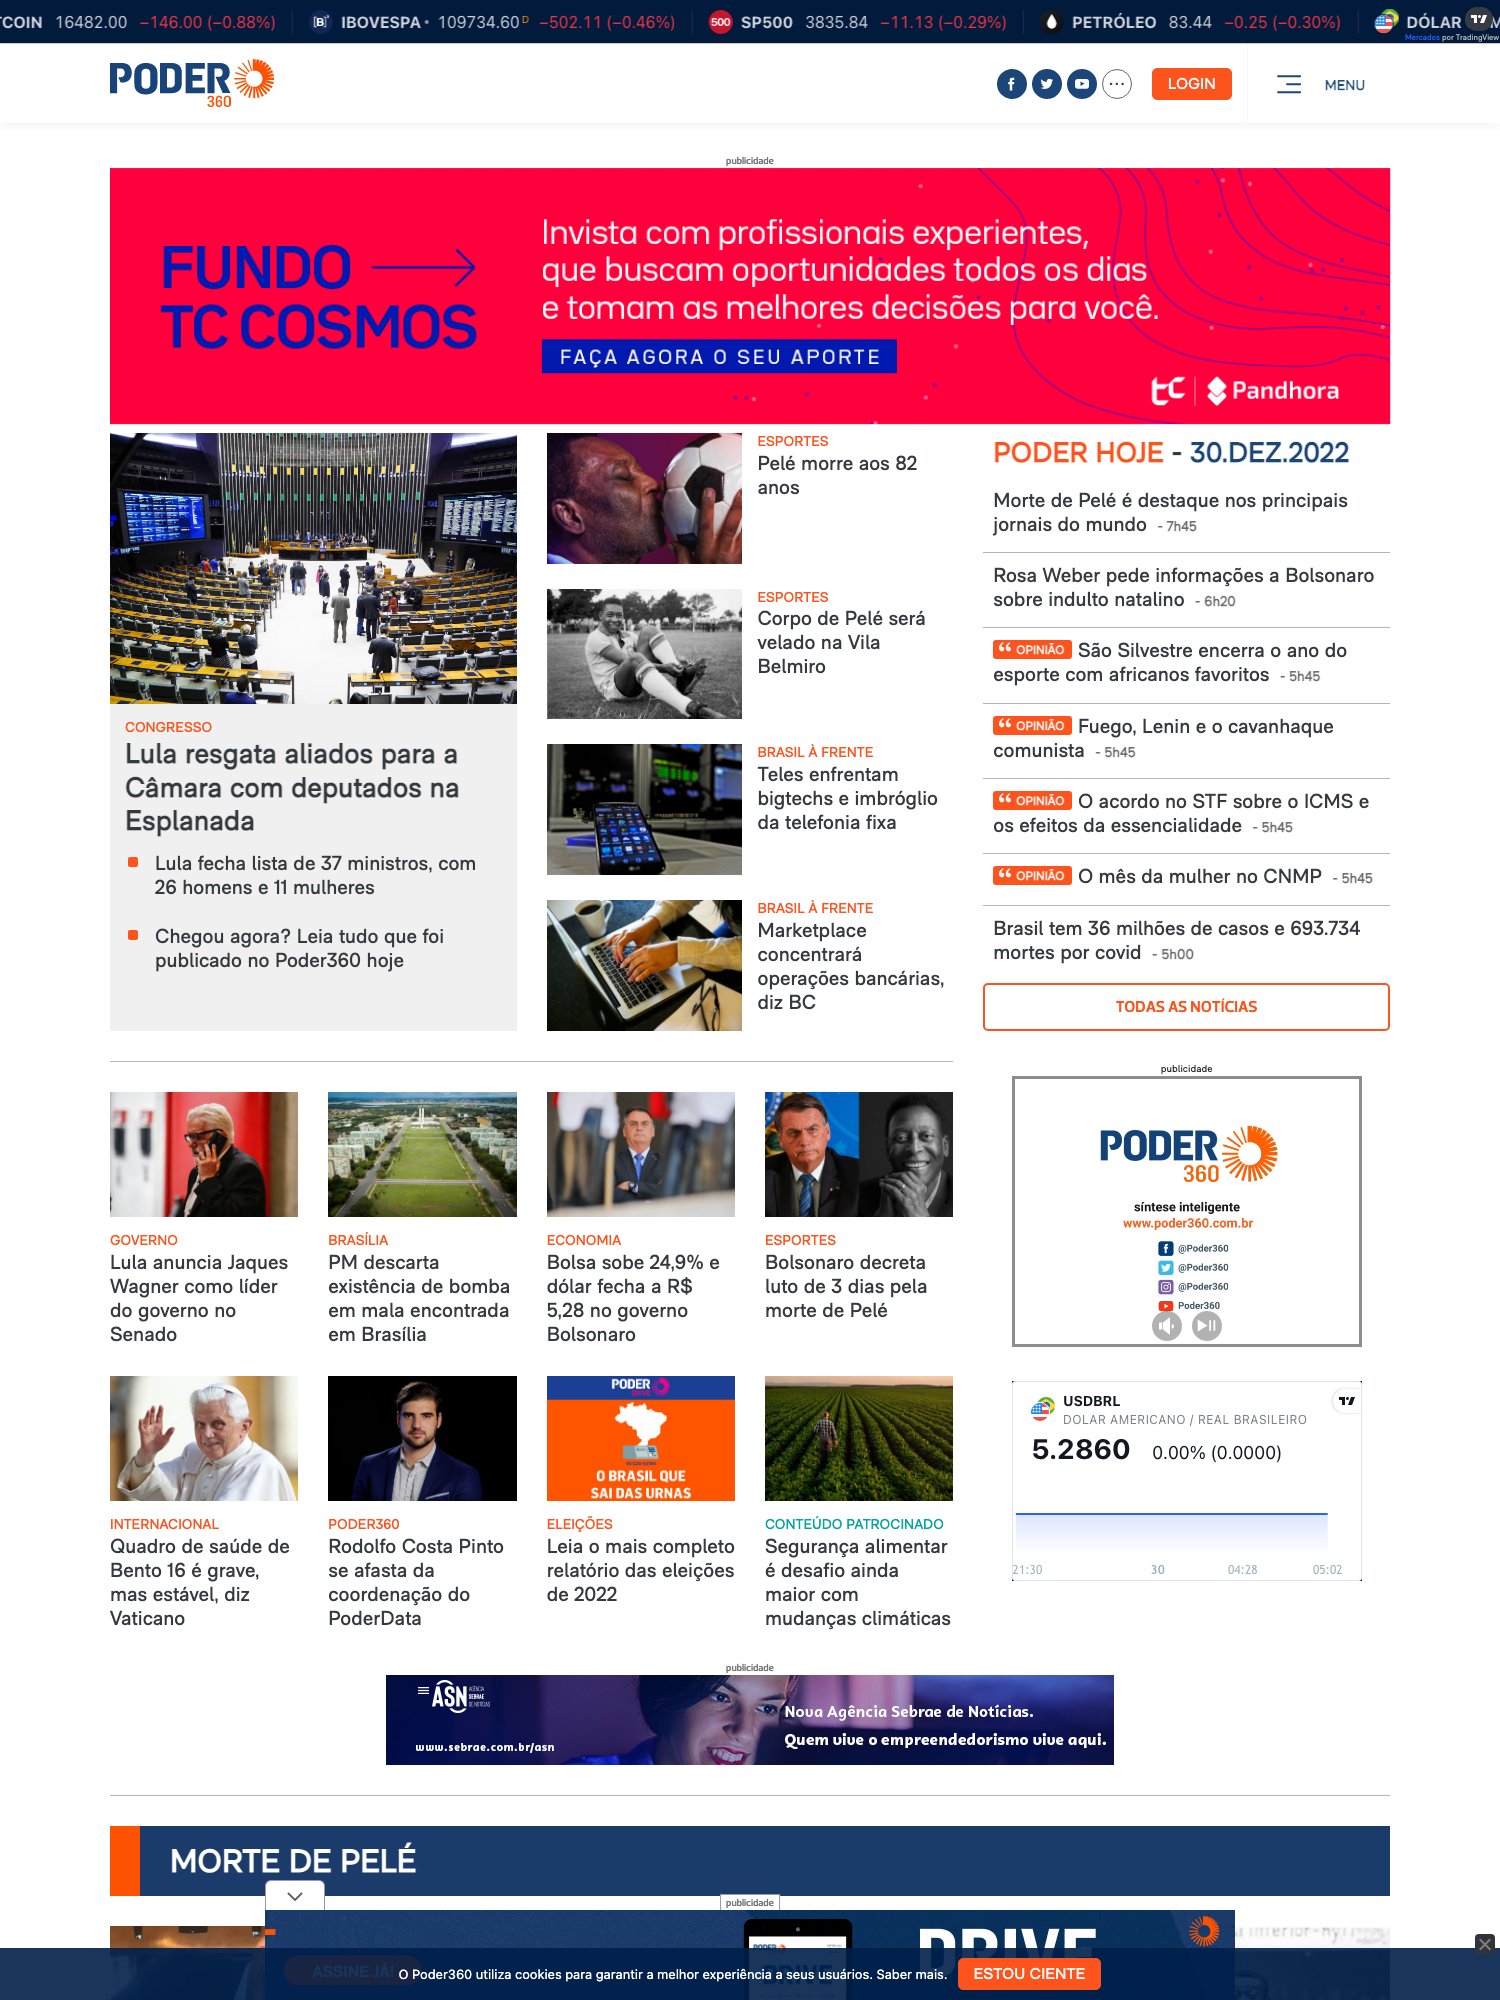 TCOIN 16482.00 −146.00 (−0.88%) IBOVESPA 109734.60 D −502.11 (−0.46%) 500 SP500 3835.84 −11.13 (−0.29%) PETRÓLEO 83.44 −0.25 (−0.30%) DÓLAR
Mercados por TradingView
PODER
360
LOGIN
MENU
publicidade
FUNDO
TC COSMOS
Invista com profissionais experientes,
que buscam oportunidades todos os dias
e tomam as melhores decisões para você.
FAÇA AGORA O SEU APORTE
tc Pandhora
CONGRESSO
Lula resgata aliados para a
Câmara com deputados na
Esplanada
Lula fecha lista de 37 ministros, com
26 homens e 11 mulheres
Chegou agora? Leia tudo que foi
publicado no Poder360 hoje
ESPORTES
Pelé morre aos 82
anos
ESPORTES
Corpo de Pelé será
velado na Vila
Belmiro
BRASIL À FRENTE
Teles enfrentam
bigtechs e imbróglio
da telefonia fixa
BRASIL À FRENTE
Marketplace
concentrará
operações bancárias,
diz BC
PODER HOJE - 30.DEZ.2022
Morte de Pelé é destaque nos principais
jornais do mundo - 7h45
Rosa Weber pede informações a Bolsonaro
sobre indulto natalino - 6h20
“ OPINIÃO São Silvestre encerra o ano do
esporte com africanos favoritos - 5h45
“ OPINIÃO Fuego, Lenin e o cavanhaque
comunista - 5h45
“ OPINIÃO O acordo no STF sobre o ICMS e
os efeitos da essencialidade - 5h45
“ OPINIÃO O mês da mulher no CNMP - 5h45
Brasil tem 36 milhões de casos e 693.734
mortes por covid - 5h00
TODAS AS NOTÍCIAS
GOVERNO
Lula anuncia Jaques
Wagner como líder
do governo no
Senado
BRASÍLIA
PM descarta
existência de bomba
em mala encontrada
em Brasília
ECONOMIA
Bolsa sobe 24,9% e
dólar fecha a R$
5,28 no governo
Bolsonaro
ESPORTES
Bolsonaro decreta
luto de 3 dias pela
morte de Pelé
publicidade
PODER
360
síntese inteligente
www.poder360.com.br
@Poder360
@Poder360
@Poder360
Poder360
PODER
DRIVE
O BRASIL QUE
SAI DAS URNAS
INTERNACIONAL
Quadro de saúde de
Bento 16 é grave,
mas estável, diz
Vaticano
PODER360
Rodolfo Costa Pinto
se afasta da
coordenação do
PoderData
ELEIÇÕES
Leia o mais completo
relatório das eleições
de 2022
CONTEÚDO PATROCINADO
Segurança alimentar
é desafio ainda
maior com
mudanças climáticas
USDBRL
DOLAR AMERICANO / REAL BRASILEIRO
5.2860 0.00% (0.0000)
21:30 30 04:28 05:02
publicidade
ASN AGÊNCIA
SEBRAE
DE NOTÍCIAS
www.sebrae.com.br/asn
Nova Agência Sebrae de Notícias.
Quem vive o empreendedorismo vive aqui.
MORTE DE PELÉ
publicidade
DRIVE
PODER
ASSINE JÁ!
DRIVE
O Poder360 utiliza cookies para garantir a melhor experiência a seus usuários. Saber mais.
ESTOU CIENTE